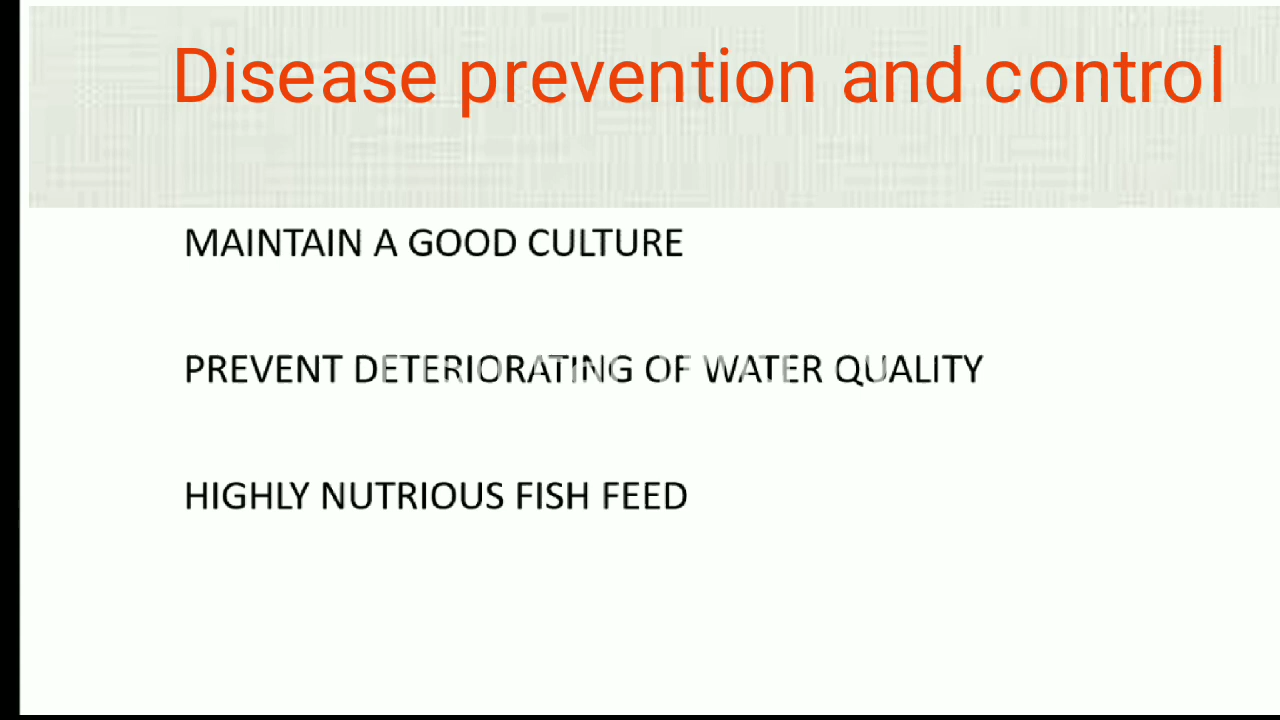 Disease prevention and control
MAINTAIN A GOOD CULTURE
PREVENT DETERIORATING OF WATER QUALITY
HIGHLY NUTRIOUS FISH FEED